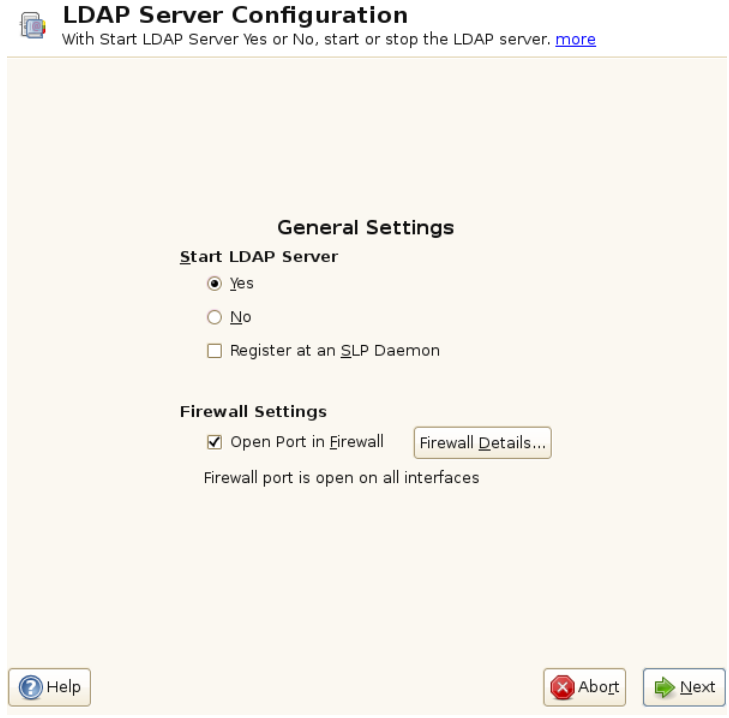 LDAP Server Configuration
With Start LDAP Server Yes or No, start or stop the LDAP server. more
General Settings
Start LDAP Server
Yes
No
Register at an SLP Daemon
Firewall Settings
Open Port in Firewall Firewall Details...
Firewall port is open on all interfaces
Help Abort Next